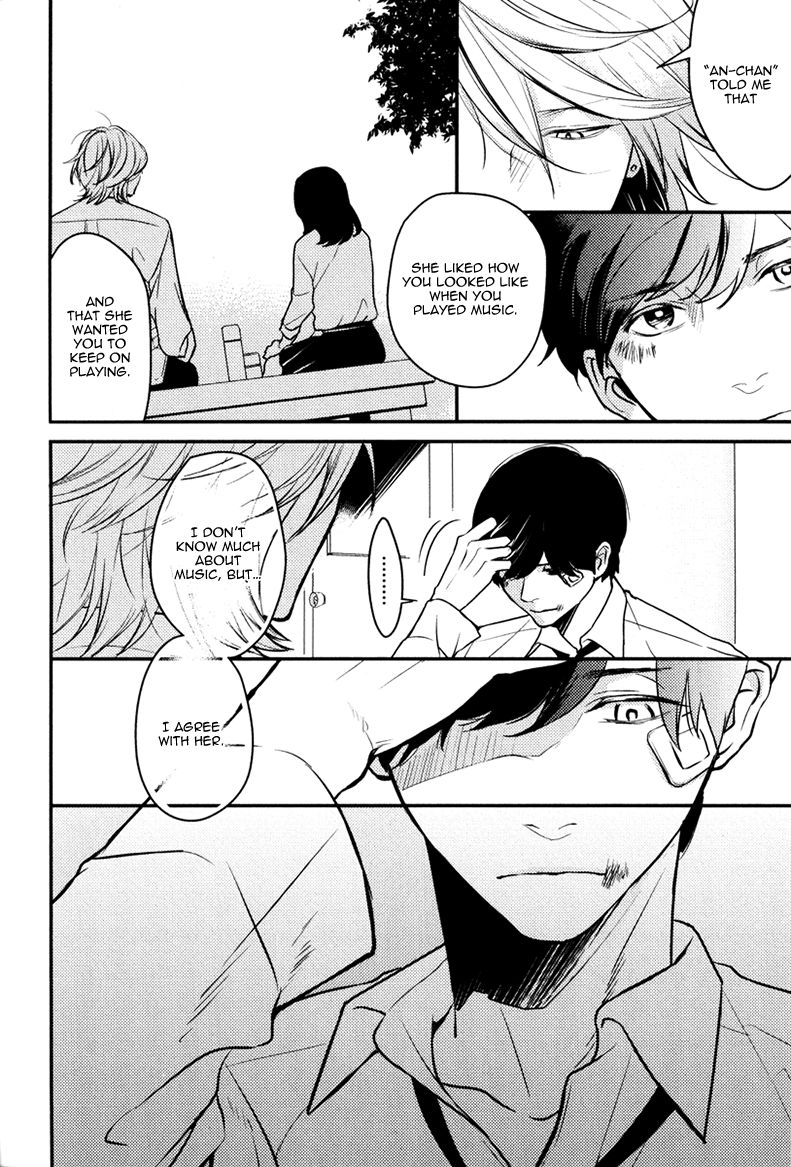 "AN-CHAN"
TOLD ME
THAT
SHE LIKED HOW
YOU LOOKED LIKE
WHEN YOU
PLAYED MUSIC.
AND
THAT SHE
WANTED
YOU TO
KEEP ON
PLAYING.
........
I DON'T
KNOW MUCH
ABOUT
MUSIC, BUT...
I AGREE
WITH HER.